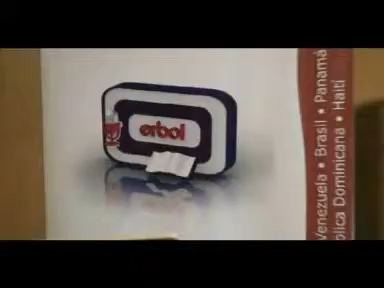 erbol
Venezuela • Brasil • Panamá
blica Dominicana • Haití